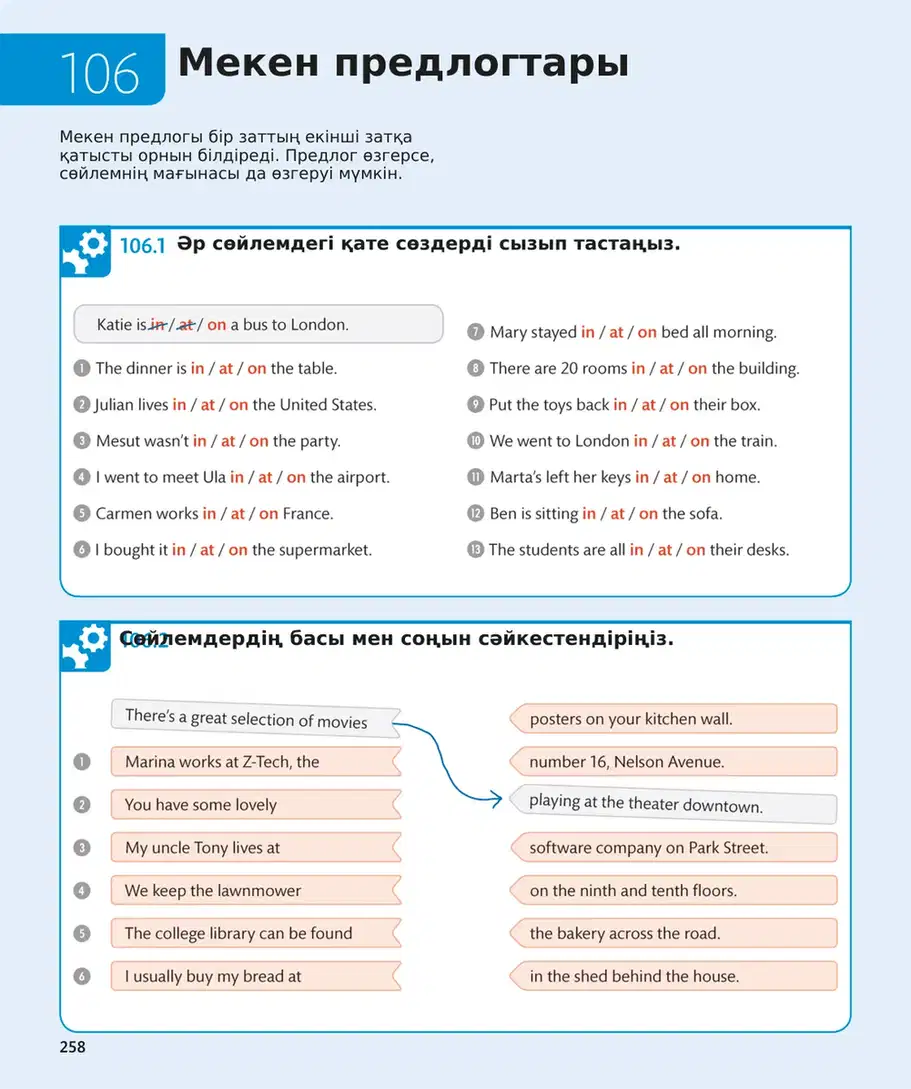 106
Мекен предлогтары
Мекен предлогы бір заттың екінші затқа
қатысты орнын білдіреді. Предлог өзгерсе,
сөйлемнің мағынасы да өзгеруі мүмкін.
106.1 Әр сөйлемдегі қате сөздерді сызып тастаңыз.
Katie is in / at / on a bus to London.
1 The dinner is in / at / on the table.
2 Julian lives in / at / on the United States.
3 Mesut wasn't in / at / on the party.
4 I went to meet Ula in / at / on the airport.
5 Carmen works in / at / on France.
6 I bought it in / at / on the supermarket.
7 Mary stayed in / at / on bed all morning.
8 There are 20 rooms in / at / on the building.
9 Put the toys back in / at / on their box.
10 We went to London in / at / on the train.
11 Marta's left her keys in / at / on home.
12 Ben is sitting in / at / on the sofa.
13 The students are all in / at / on their desks.
106.2 Сөйлемдердің басы мен соңын сәйкестендіріңіз.
There's a great selection of movies
1 Marina works at Z-Tech, the
2 You have some lovely
3 My uncle Tony lives at
4 We keep the lawnmower
5 The college library can be found
6 I usually buy my bread at
posters on your kitchen wall.
number 16, Nelson Avenue.
playing at the theater downtown.
software company on Park Street.
on the ninth and tenth floors.
the bakery across the road.
in the shed behind the house.
258